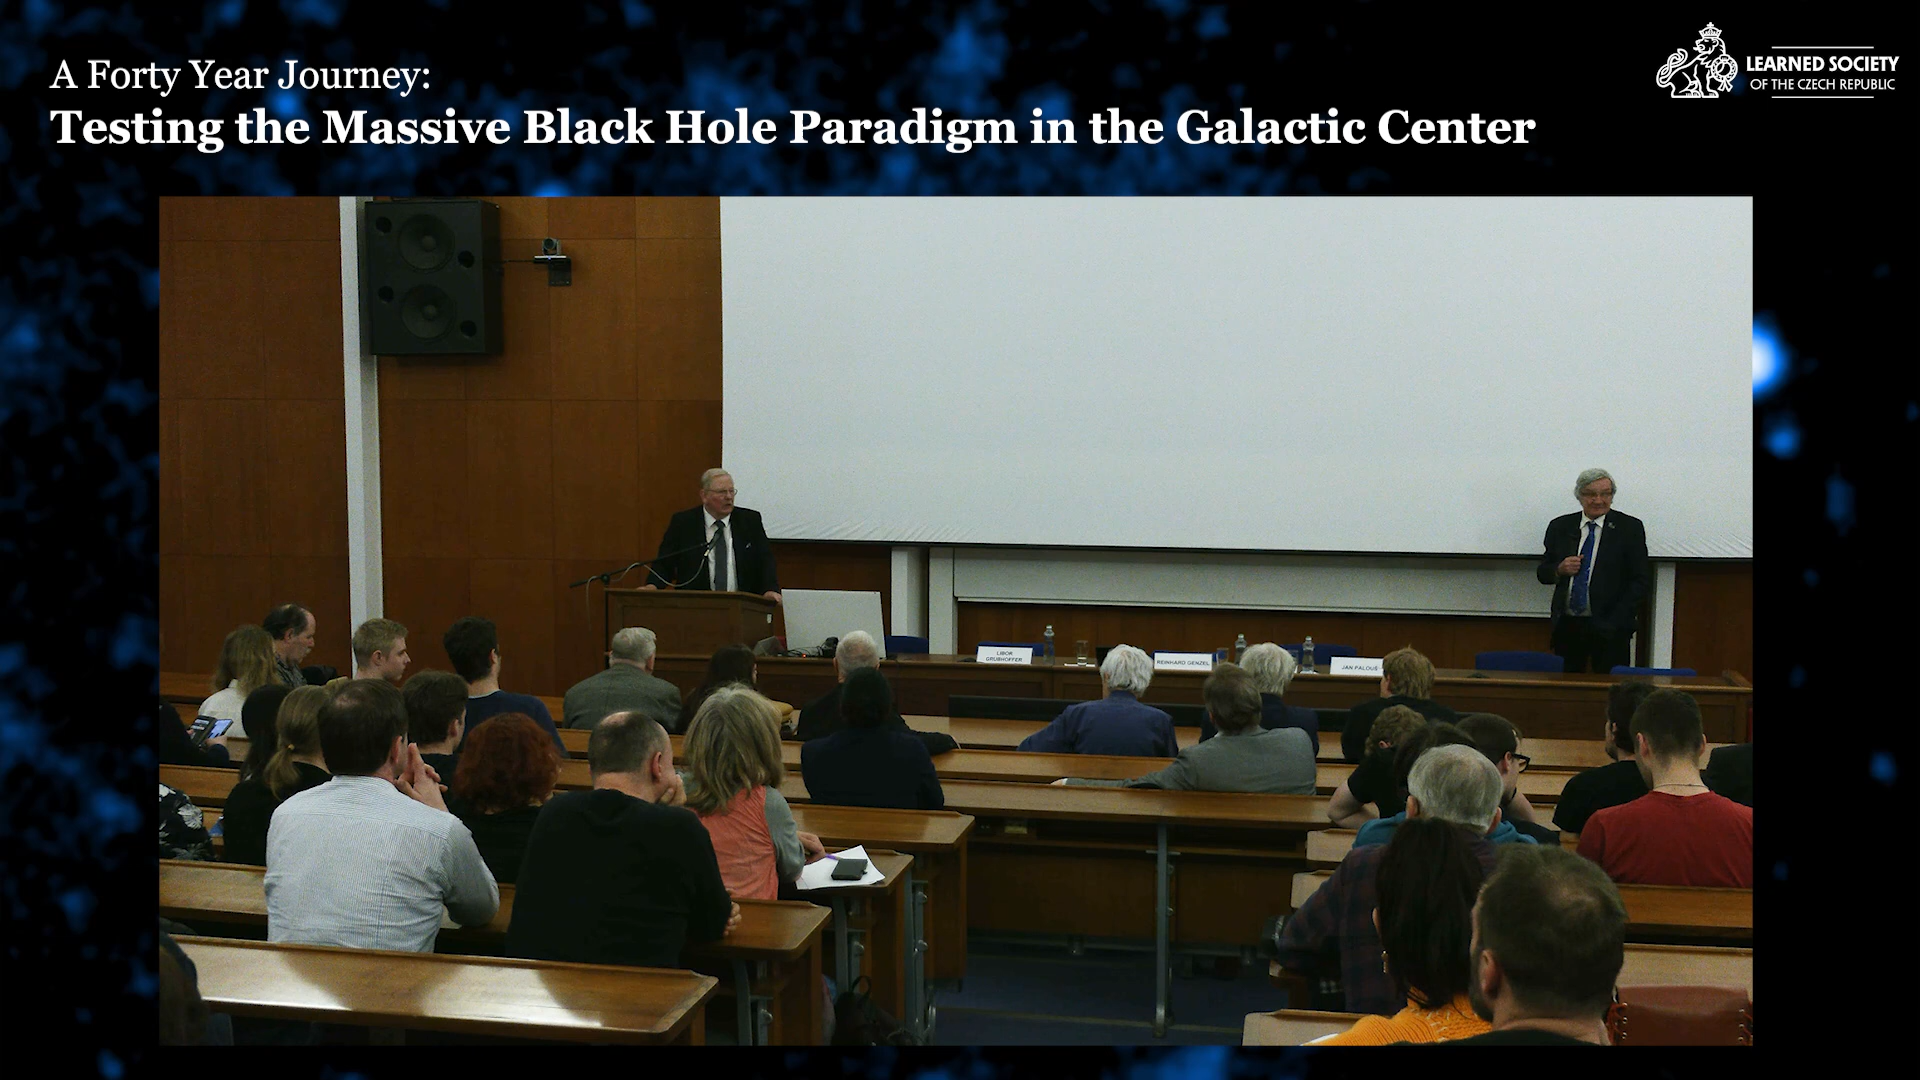 A Forty Year Journey:
Testing the Massive Black Hole Paradigm in the Galactic Center
LEARNED SOCIETY
OF THE CZECH REPUBLIC
LIBOR
GRUBHOFFER
REINHARD GENZEL
JAN PALOUŠ